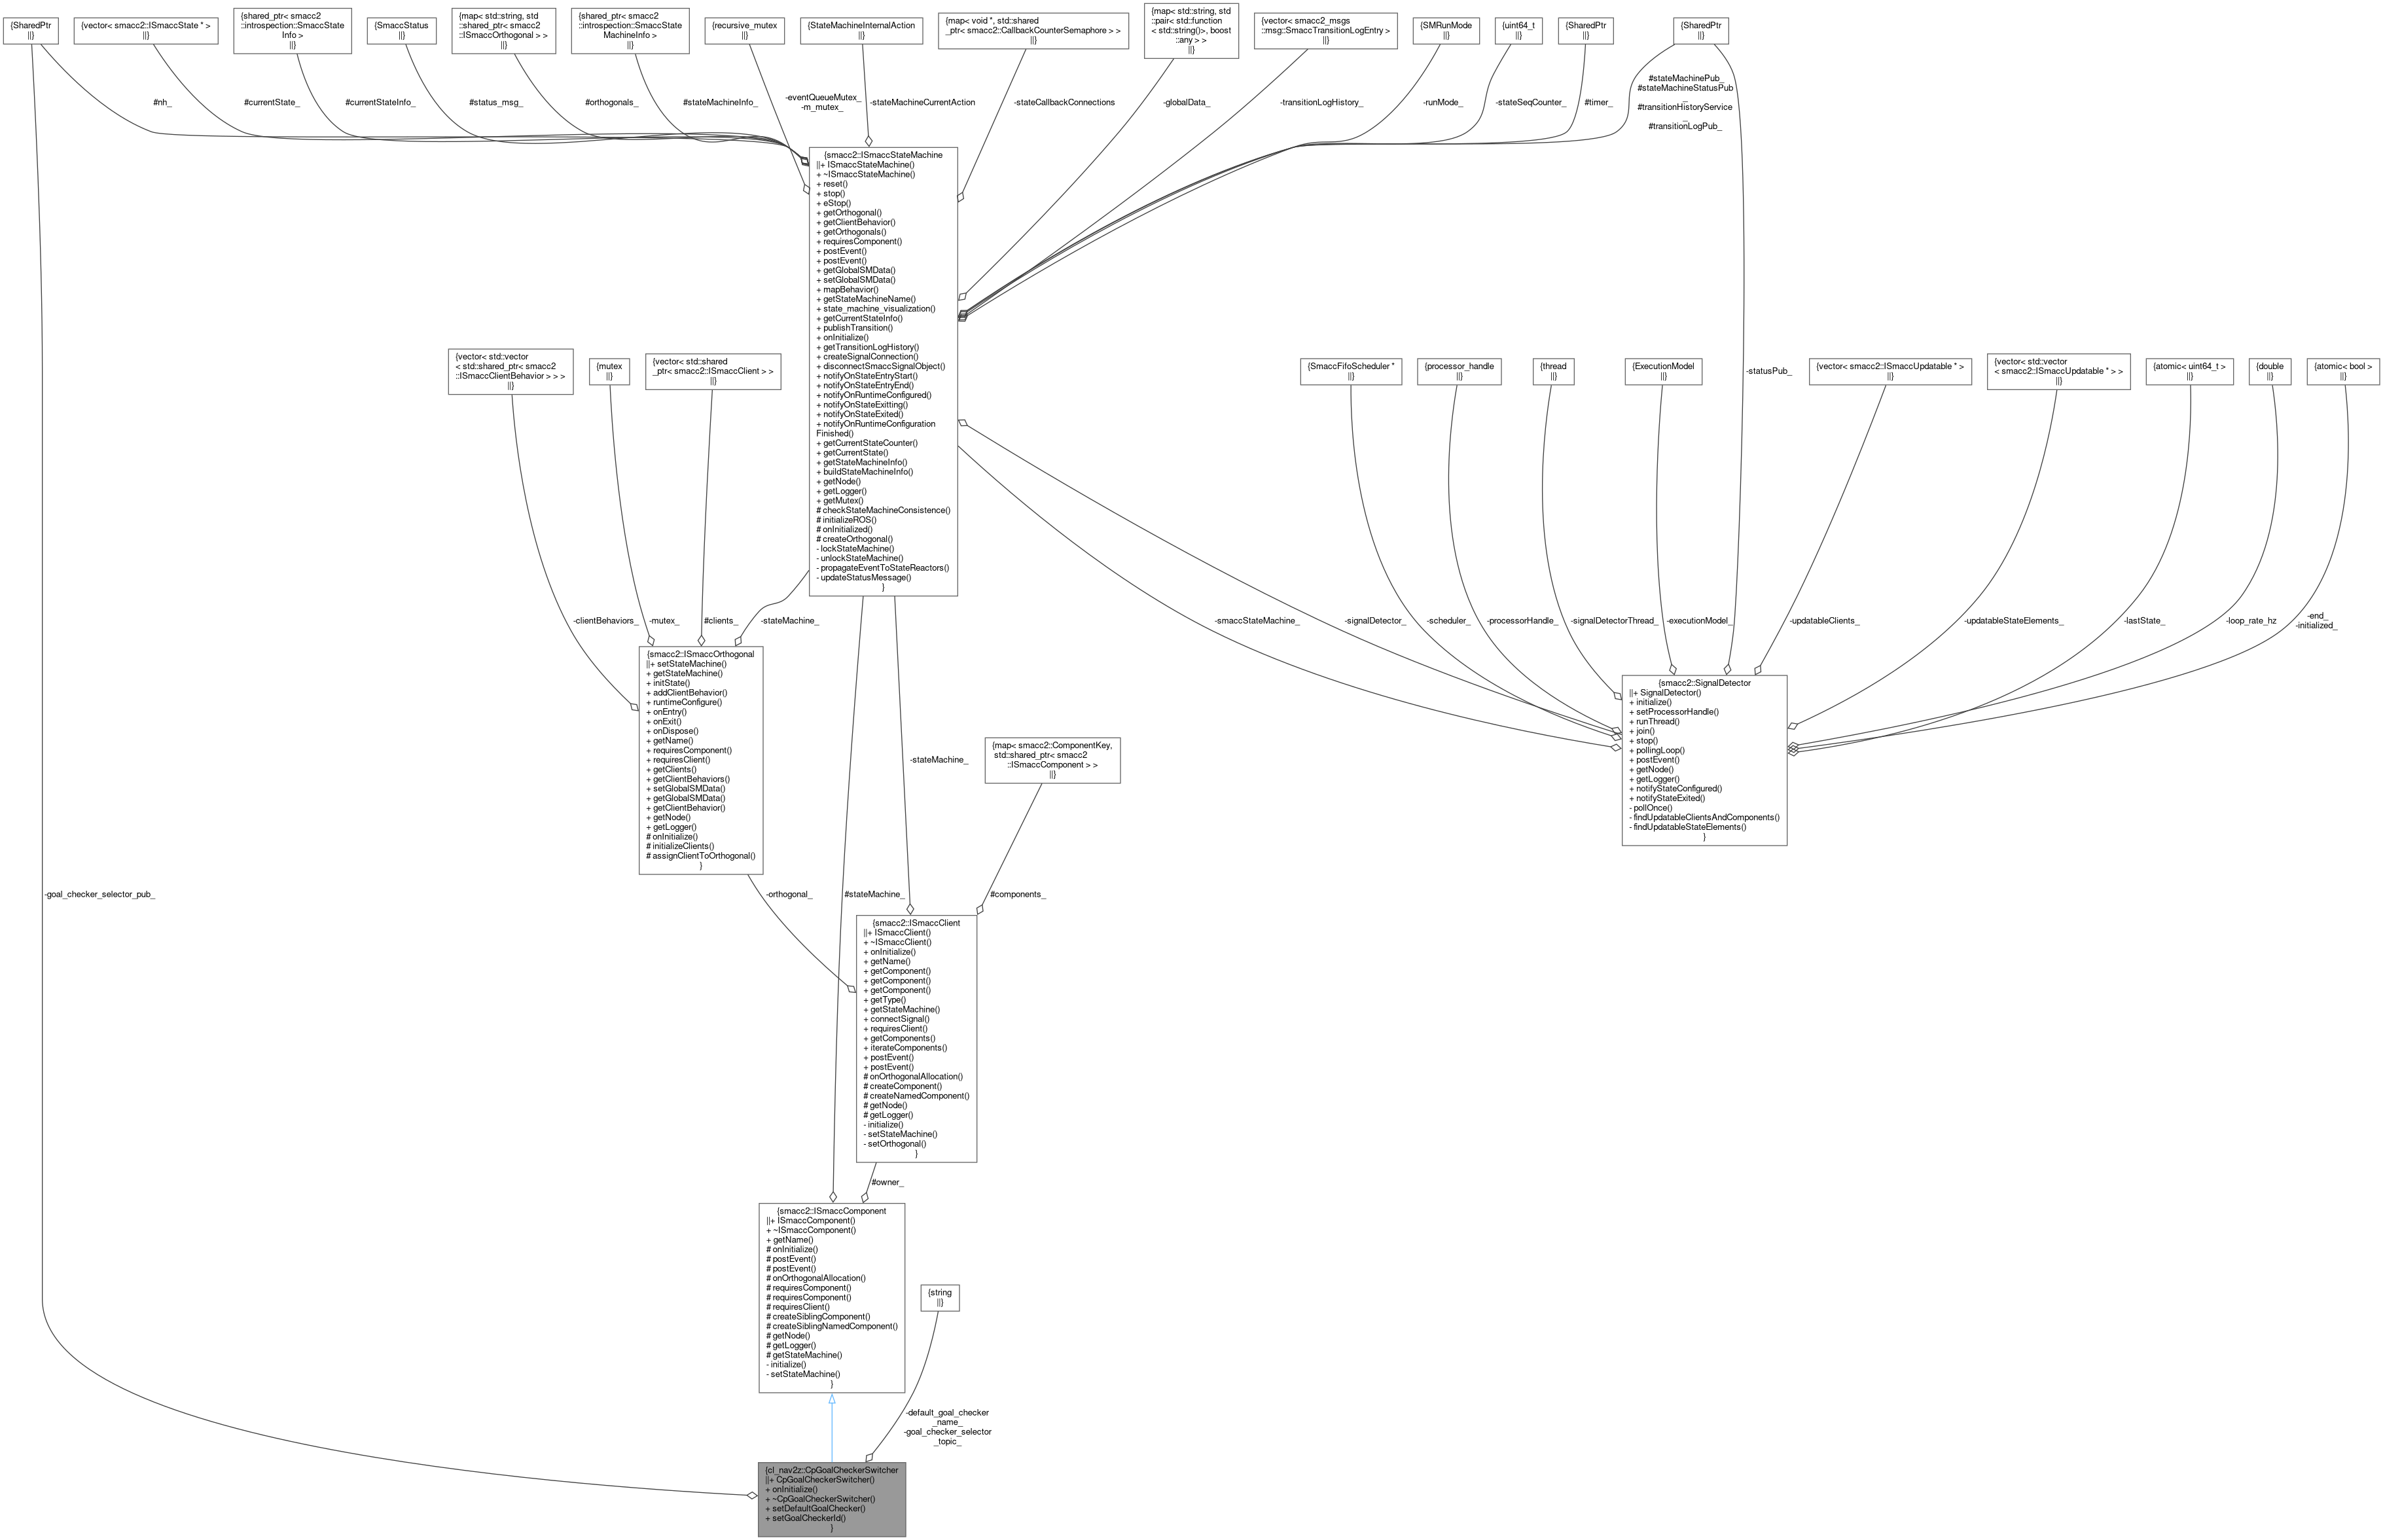 {SharedPtr
||}
{vector< smacc2::ISmaccState * >
||}
{shared_ptr< smacc2
::introspection::SmaccState
Info >
||}
{SmaccStatus
||}
{map< std::string, std
::shared_ptr< smacc2
::ISmaccOrthogonal > >
||}
{shared_ptr< smacc2
::introspection::SmaccState
MachineInfo >
||}
{recursive_mutex
||}
{StateMachineInternalAction
||}
{map< void *, std::shared
_ptr< smacc2::CallbackCounterSemaphore > >
||}
{map< std::string, std
::pair< std::function
< std::string()>, boost
::any > >
||}
{vector< smacc2_msgs
::msg::SmaccTransitionLogEntry >
||}
{SMRunMode
||}
{uint64_t
||}
{SharedPtr
||}
{SharedPtr
||}
#nh_
#currentState_
#currentStateInfo_
#status_msg_
#orthogonals_
#stateMachineInfo_
-eventQueueMutex_
-m_mutex_
-stateMachineCurrentAction
-stateCallbackConnections
-globalData_
-transitionLogHistory_
-runMode_
-stateSeqCounter_
#timer_
#stateMachinePub_
#stateMachineStatusPub
_
#transitionHistoryService
_
#transitionLogPub_
{smacc2::ISmaccStateMachine
||+ ISmaccStateMachine()
+ ~ISmaccStateMachine()
+ reset()
+ stop()
+ eStop()
+ getOrthogonal()
+ getClientBehavior()
+ getOrthogonals()
+ requiresComponent()
+ postEvent()
+ postEvent()
+ getGlobalSMData()
+ setGlobalSMData()
+ mapBehavior()
+ getStateMachineName()
+ state_machine_visualization()
+ getCurrentStateInfo()
+ publishTransition()
+ onInitialize()
+ getTransitionLogHistory()
+ createSignalConnection()
+ disconnectSmaccSignalObject()
+ notifyOnStateEntryStart()
+ notifyOnStateEntryEnd()
+ notifyOnRuntimeConfigured()
+ notifyOnStateExitting()
+ notifyOnStateExited()
+ notifyOnRuntimeConfiguration
Finished()
+ getCurrentStateCounter()
+ getCurrentState()
+ getStateMachineInfo()
+ buildStateMachineInfo()
+ getNode()
+ getLogger()
+ getMutex()
# checkStateMachineConsistence()
# initializeROS()
# onInitialized()
# createOrthogonal()
- lockStateMachine()
- unlockStateMachine()
- propagateEventToStateReactors()
- updateStatusMessage()
}
{vector< std::vector
< std::shared_ptr< smacc2
::ISmaccClientBehavior > > >
||}
{mutex
||}
{vector< std::shared
_ptr< smacc2::ISmaccClient > >
||}
{SmaccFifoScheduler *
||}
{processor_handle
||}
{thread
||}
{ExecutionModel
||}
-statusPub_
{vector< smacc2::ISmaccUpdatable * >
||}
{vector< std::vector
< smacc2::ISmaccUpdatable * > >
||}
{atomic< uint64_t >
||}
{double
||}
{atomic< bool >
||}
-clientBehaviors_
-mutex_
#clients_
-stateMachine_
-smaccStateMachine_
-signalDetector_
-scheduler_
-processorHandle_
-signalDetectorThread_
-executionModel_
-updatableClients_
-updatableStateElements_
-lastState_
-loop_rate_hz
-end_
-initialized_
{smacc2::ISmaccOrthogonal
||+ setStateMachine()
+ getStateMachine()
+ initState()
+ addClientBehavior()
+ runtimeConfigure()
+ onEntry()
+ onExit()
+ onDispose()
+ getName()
+ requiresComponent()
+ requiresClient()
+ getClients()
+ getClientBehaviors()
+ setGlobalSMData()
+ getGlobalSMData()
+ getClientBehavior()
+ getNode()
+ getLogger()
# onInitialize()
# initializeClients()
# assignClientToOrthogonal()
}
{smacc2::SignalDetector
||+ SignalDetector()
+ initialize()
+ setProcessorHandle()
+ runThread()
+ join()
+ stop()
+ pollingLoop()
+ postEvent()
+ getNode()
+ getLogger()
+ notifyStateConfigured()
+ notifyStateExited()
- pollOnce()
- findUpdatableClientsAndComponents()
- findUpdatableStateElements()
}
-stateMachine_
{map< smacc2::ComponentKey,
std::shared_ptr< smacc2
::ISmaccComponent > >
||}
-goal_checker_selector_pub_
-orthogonal_
#stateMachine_
#components_
{smacc2::ISmaccClient
||+ ISmaccClient()
+ ~ISmaccClient()
+ onInitialize()
+ getName()
+ getComponent()
+ getComponent()
+ getComponent()
+ getType()
+ getStateMachine()
+ connectSignal()
+ requiresClient()
+ getComponents()
+ iterateComponents()
+ postEvent()
+ postEvent()
# onOrthogonalAllocation()
# createComponent()
# createNamedComponent()
# getNode()
# getLogger()
- initialize()
- setStateMachine()
- setOrthogonal()
}
#owner_
{smacc2::ISmaccComponent
||+ ISmaccComponent()
+ ~ISmaccComponent()
+ getName()
# onInitialize()
# postEvent()
# postEvent()
# onOrthogonalAllocation()
# requiresComponent()
# requiresComponent()
# requiresClient()
# createSiblingComponent()
# createSiblingNamedComponent()
# getNode()
# getLogger()
# getStateMachine()
- initialize()
- setStateMachine()
}
{string
||}
-default_goal_checker
_name_
-goal_checker_selector
_topic_
{cl_nav2z::CpGoalCheckerSwitcher
||+ CpGoalCheckerSwitcher()
+ onInitialize()
+ ~CpGoalCheckerSwitcher()
+ setDefaultGoalChecker()
+ setGoalCheckerId()
}